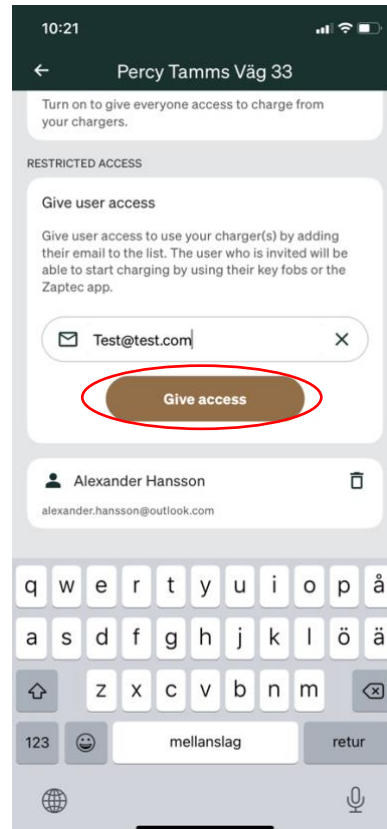 10:21
Percy Tamms Väg 33
Turn on to give everyone access to charge from
your chargers.
RESTRICTED ACCESS
Give user access
Give user access to use your charger(s) by adding
their email to the list. The user who is invited will be
able to start charging by using their key fobs or the
Zaptec app.
Test@test.com
Give access
Alexander Hansson
alexander.hansson@outlook.com
q w e r t y u i o p å
a s d f g h j k l ö ä
z x c v b n m
123 mellanslag retur